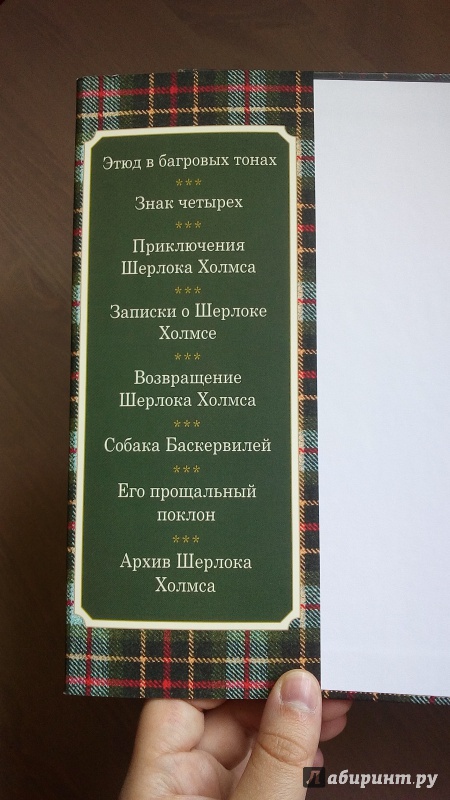 Этюд в багровых тонах
***
Знак четырех
***
Приключения
Шерлока Холмса
***
Записки о Шерлоке
Холмсе
***
Возвращение
Шерлока Холмса
***
Собака Баскервилей
***
Его прощальный
поклон
***
Архив Шерлока
Холмса
Лабиринт.ру